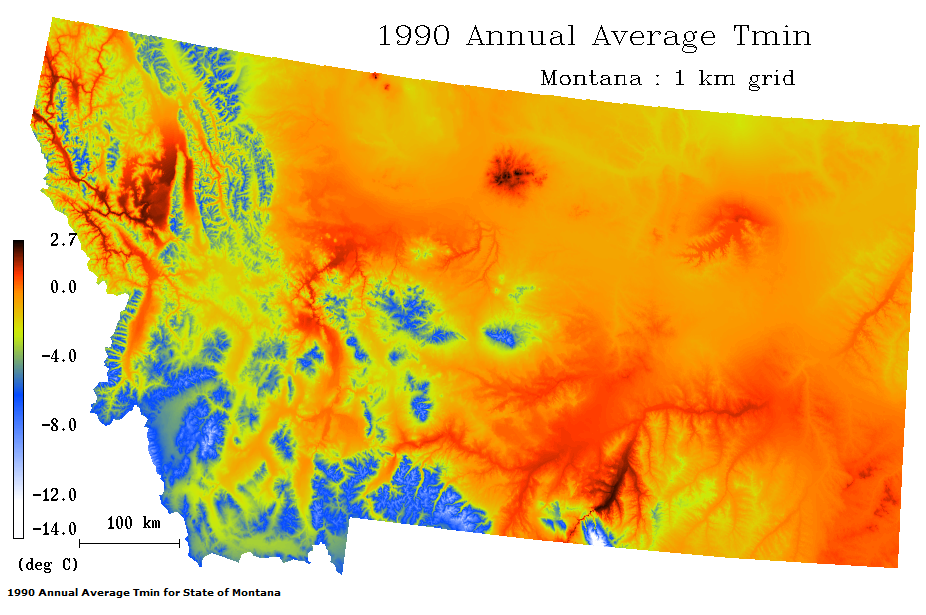 1990 Annual Average Tmin
Montana : 1 km grid
2.7
0.0
−4.0
−8.0
−12.0
−14.0
100 km
(deg C)
1990 Annual Average Tmin for State of Montana